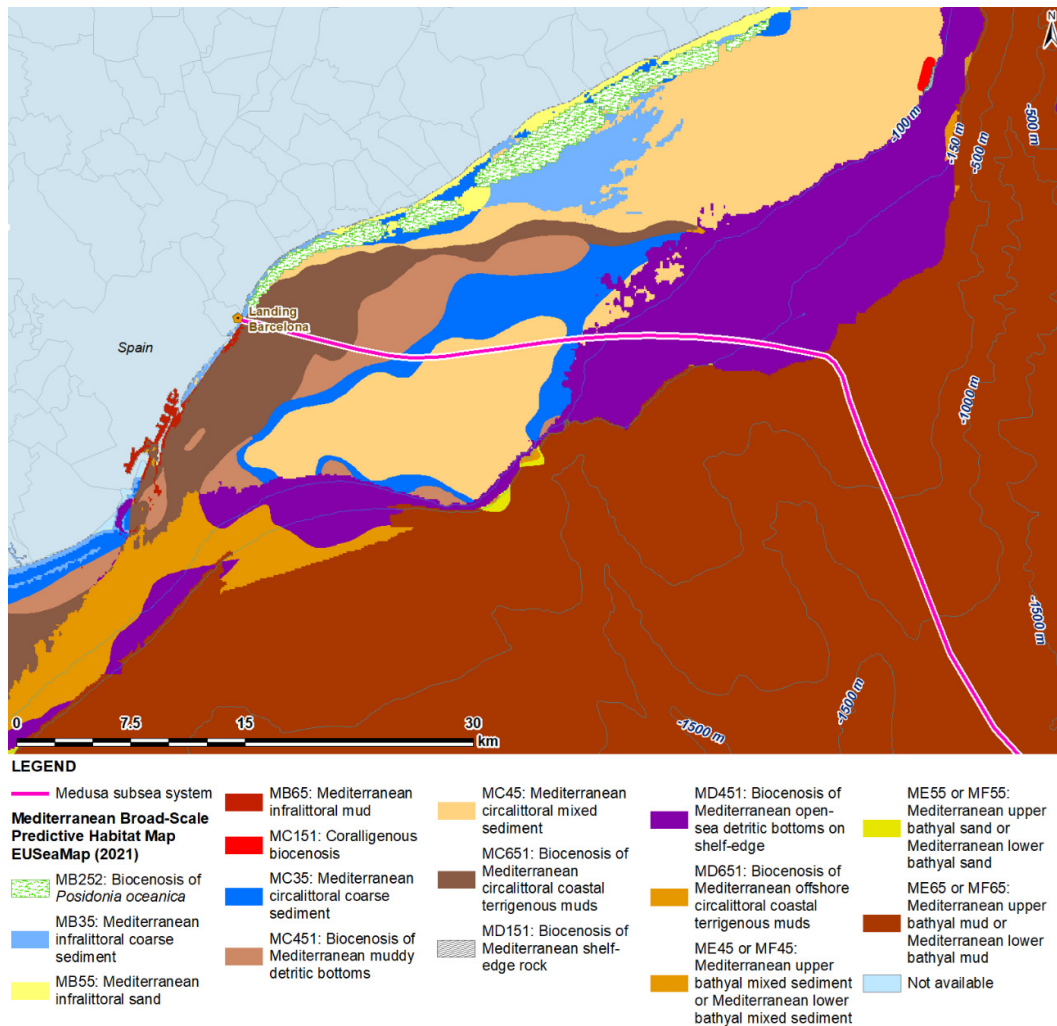 N
-100 m
-150 m
-500 m
-500 m
Landing
Barcelona
Spain
-1000 m
-1500 m
-1500 m
-1500 m
0 7.5 15 30
km
LEGEND
Medusa subsea system
Mediterranean Broad-Scale
Predictive Habitat Map
EUSeaMap (2021)
MB252: Biocenosis of
Posidonia oceanica
MB35: Mediterranean
infralittoral coarse
sediment
MB55: Mediterranean
infralittoral sand
MB65: Mediterranean
infralittoral mud
MC151: Coralligenous
biocenosis
MC35: Mediterranean
circalittoral coarse
sediment
MC451: Biocenosis of
Mediterranean muddy
detritic bottoms
MC45: Mediterranean
circalittoral mixed
sediment
MC651: Biocenosis of
Mediterranean
circalittoral coastal
terrigenous muds
MD151: Biocenosis of
Mediterranean shelf-
edge rock
MD451: Biocenosis of
Mediterranean open-
sea detritic bottoms on
shelf-edge
MD651: Biocenosis of
Mediterranean offshore
circalittoral coastal
terrigenous muds
ME45 or MF45:
Mediterranean upper
bathyal mixed sediment
or Mediterranean lower
bathyal mixed sediment
ME55 or MF55:
Mediterranean upper
bathyal sand or
Mediterranean lower
bathyal sand
ME65 or MF65:
Mediterranean upper
bathyal mud or
Mediterranean lower
bathyal mud
Not available